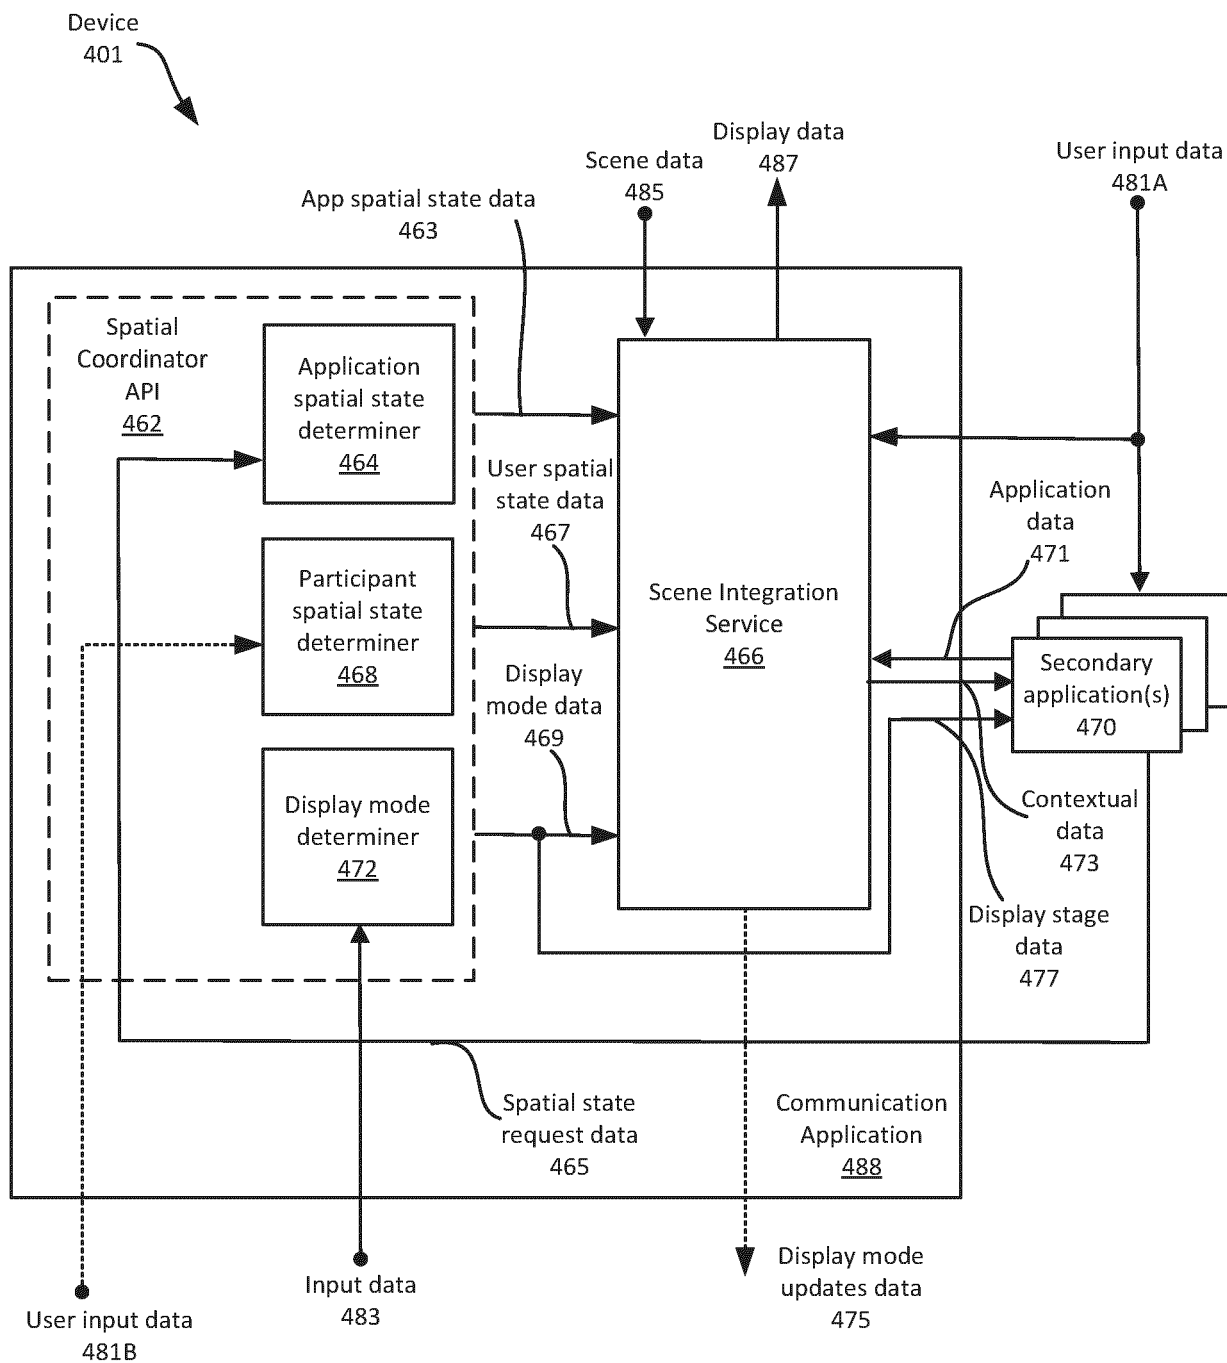 Device
401
Display data
487
Scene data
485
User input data
481A
App spatial state data
463
Spatial
Coordinator
API
462
Application
spatial state
determiner
464
User spatial
state data
467
Application
data
471
Participant
spatial state
determiner
468
Scene Integration
Service
466
Display
mode data
469
Secondary
application(s)
470
Display mode
determiner
472
Contextual
data
473
Display stage
data
477
Spatial state
request data
465
Communication
Application
488
Display mode
updates data
475
Input data
483
User input data
481B